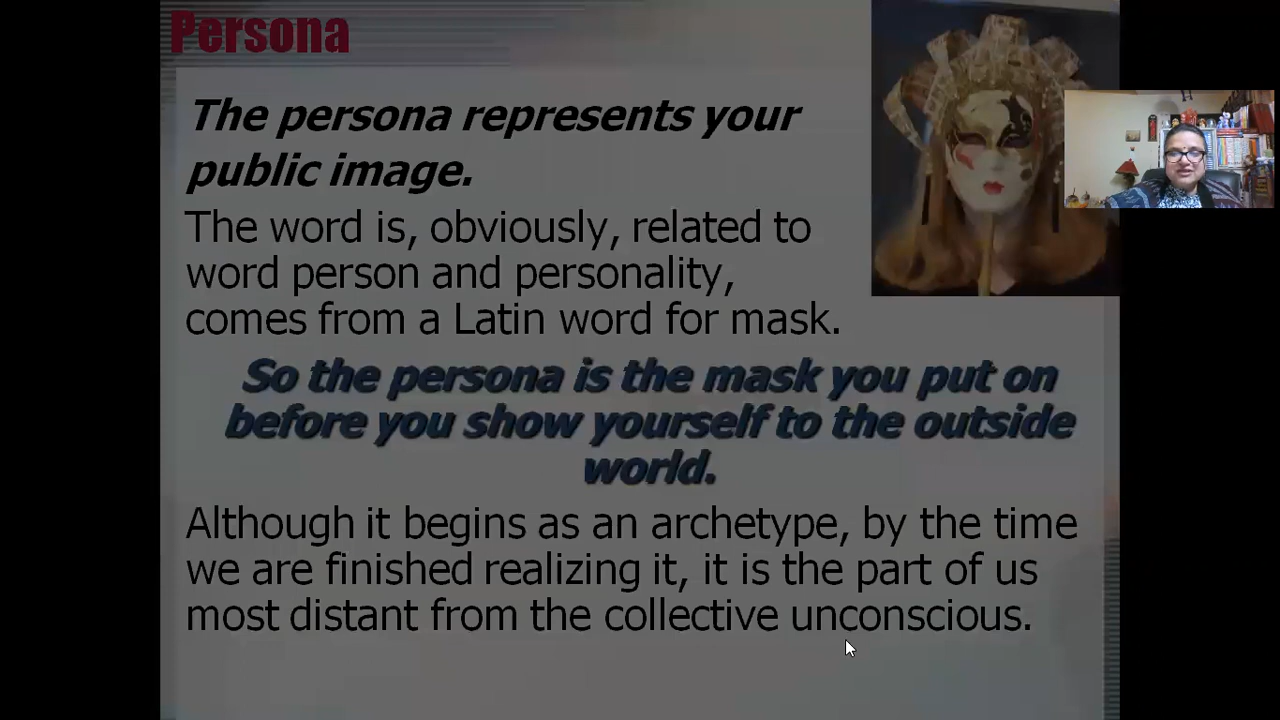 Persona
The persona represents your
public image.
The word is, obviously, related to
word person and personality,
comes from a Latin word for mask.
So the persona is the mask you put on
before you show yourself to the outside
world.
Although it begins as an archetype, by the time
we are finished realizing it, it is the part of us
most distant from the collective unconscious.